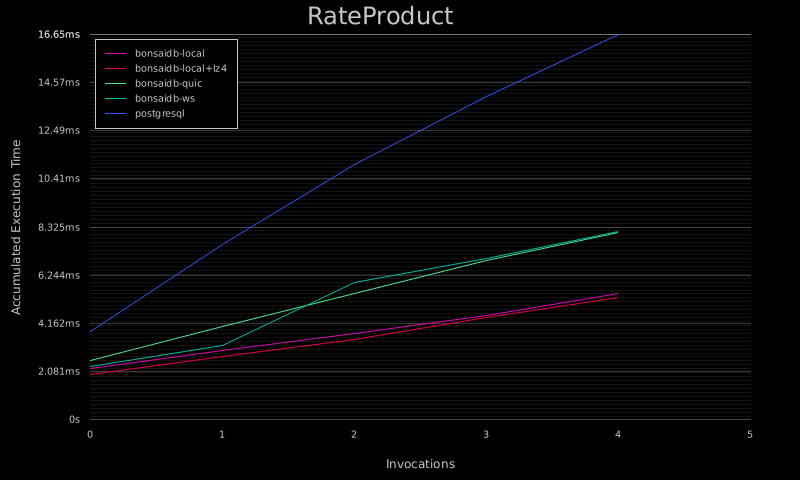 RateProduct
16.65ms
14.57ms
12.49ms
10.41ms
8.325ms
6.244ms
4.162ms
2.081ms
0s
bonsaidb-local
bonsaidb-local+lz4
bonsaidb-quic
bonsaidb-ws
postgresql
Accumulated Execution Time
0 1 2 3 4 5
Invocations